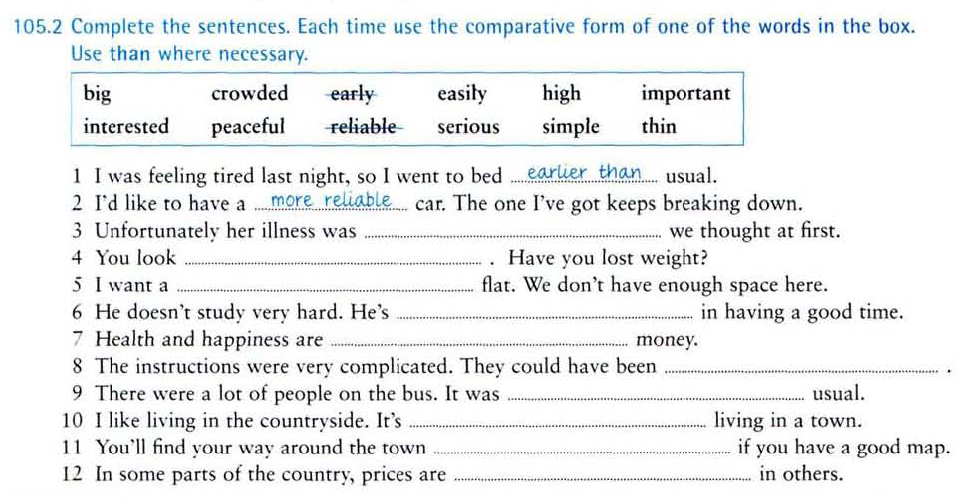 105.2 Complete the sentences. Each time use the comparative form of one of the words in the box.
Use than where necessary.
big crowded early easily high important
interested peaceful reliable serious simple thin
1 I was feeling tired last night, so I went to bed ....earlier than.... usual.
2 I'd like to have a ....more reliable.... car. The one I've got keeps breaking down.
3 Unfortunately her illness was .................... we thought at first.
4 You look .................... . Have you lost weight?
5 I want a .................... flat. We don't have enough space here.
6 He doesn't study very hard. He's .................... in having a good time.
7 Health and happiness are .................... money.
8 The instructions were very complicated. They could have been .................... .
9 There were a lot of people on the bus. It was .................... usual.
10 I like living in the countryside. It's .................... living in a town.
11 You'll find your way around the town .................... if you have a good map.
12 In some parts of the country, prices are .................... in others.